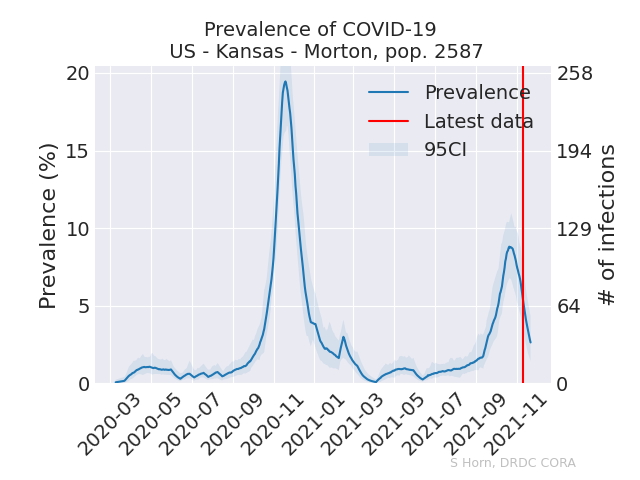 Prevalence of COVID-19
US - Kansas - Morton, pop. 2587
Prevalence
Latest data
95CI
Prevalence (%)
20
15
10
5
0
# of infections
258
194
129
64
0
2020-03
2020-05
2020-07
2020-09
2020-11
2021-01
2021-03
2021-05
2021-07
2021-09
2021-11
S Horn, DRDC CORA